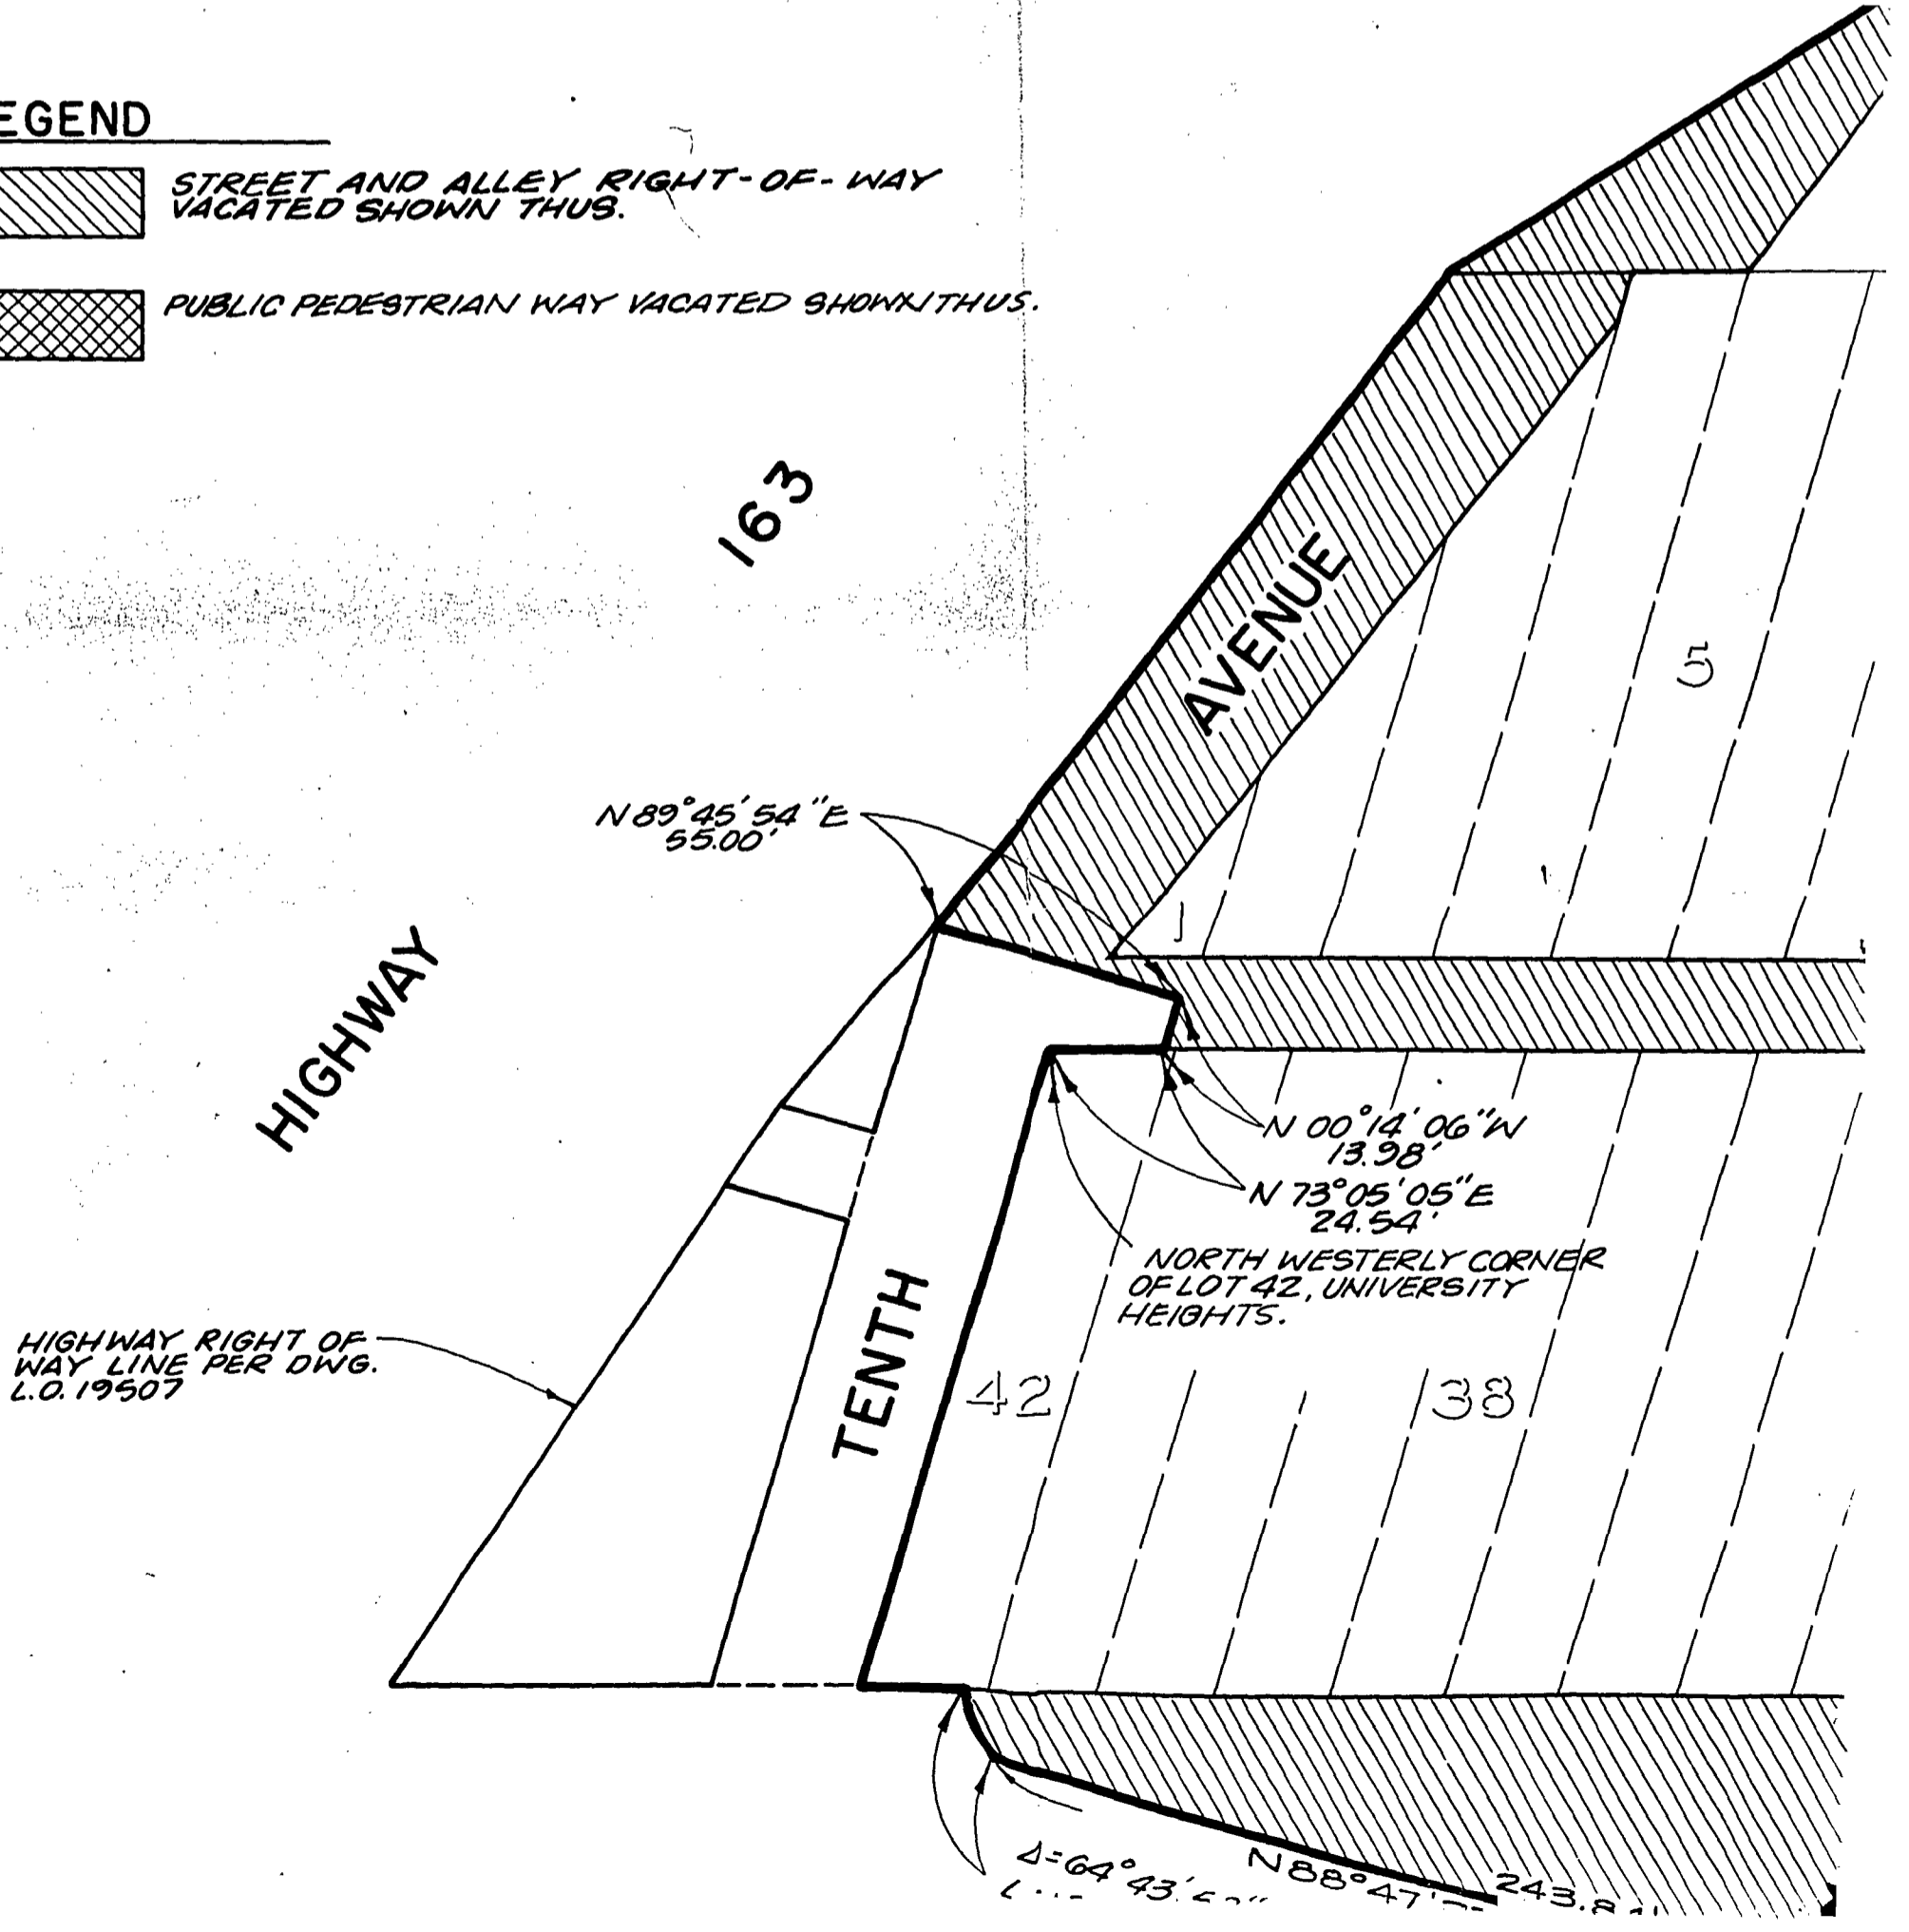 EGEND
STREET AND ALLEY RIGHT-OF-WAY
VACATED SHOWN THUS.
PUBLIC PEDESTRIAN WAY VACATED SHOWN THUS.
163
HIGHWAY
AVENUE
5
N 89°45'54"E
55.00'
1
N 00°14'06"W
13.98'
N 73°05'05"E
24.54'
NORTH WESTERLY CORNER
OF LOT 42, UNIVERSITY
HEIGHTS.
HIGHWAY RIGHT OF
WAY LINE PER DWG.
L.O. 19507
TENTH
42
38
Δ=64°43'
N88°47'
243.8